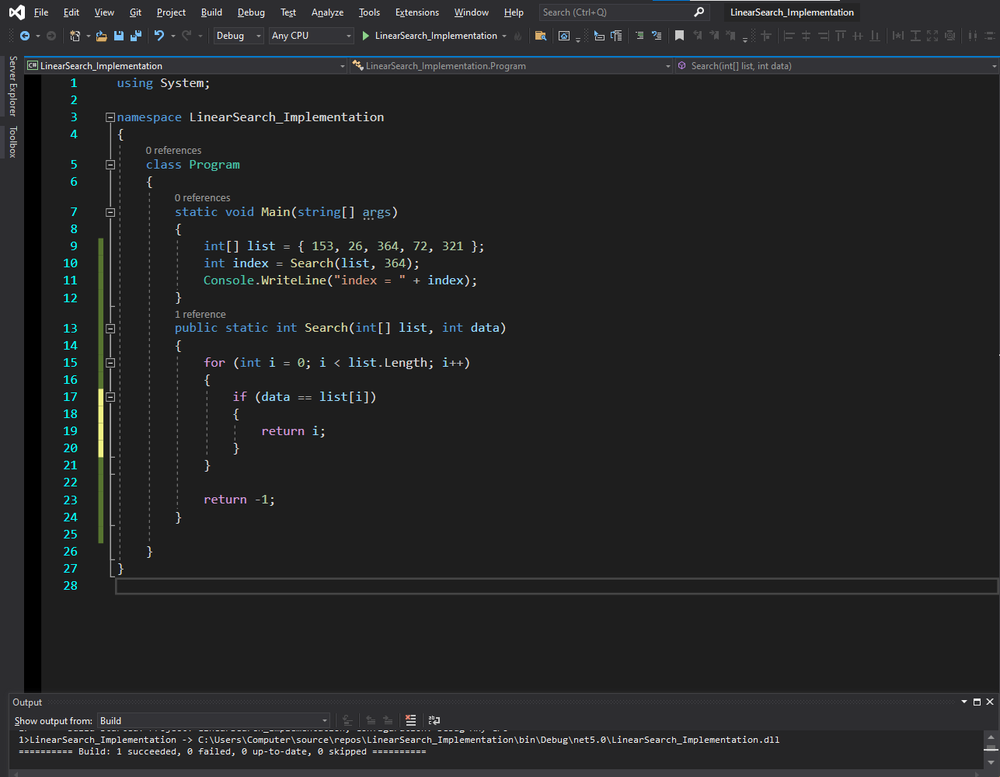 File Edit View Git Project Build Debug Test Analyze Tools Extensions Window Help Search (Ctrl+Q) LinearSearch_Implementation
Debug Any CPU LinearSearch_Implementation
Server Explorer
Toolbox
C# LinearSearch_Implementation LinearSearch_Implementation.Program Search(int[] list, int data)
1 using System;
2
3 namespace LinearSearch_Implementation
4 {
0 references
5 class Program
6 {
0 references
7 static void Main(string[] args)
8 {
9 int[] list = { 153, 26, 364, 72, 321 };
10 int index = Search(list, 364);
11 Console.WriteLine("index = " + index);
12 }
1 reference
13 public static int Search(int[] list, int data)
14 {
15 for (int i = 0; i < list.Length; i++)
16 {
17 if (data == list[i])
18 {
19 return i;
20 }
21 }
22
23 return -1;
24 }
25
26 }
27 }
28
Output
Show output from: Build
1>LinearSearch_Implementation -> C:\Users\Computer\source\repos\LinearSearch_Implementation\bin\Debug\net5.0\LinearSearch_Implementation.dll
========== Build: 1 succeeded, 0 failed, 0 up-to-date, 0 skipped ==========